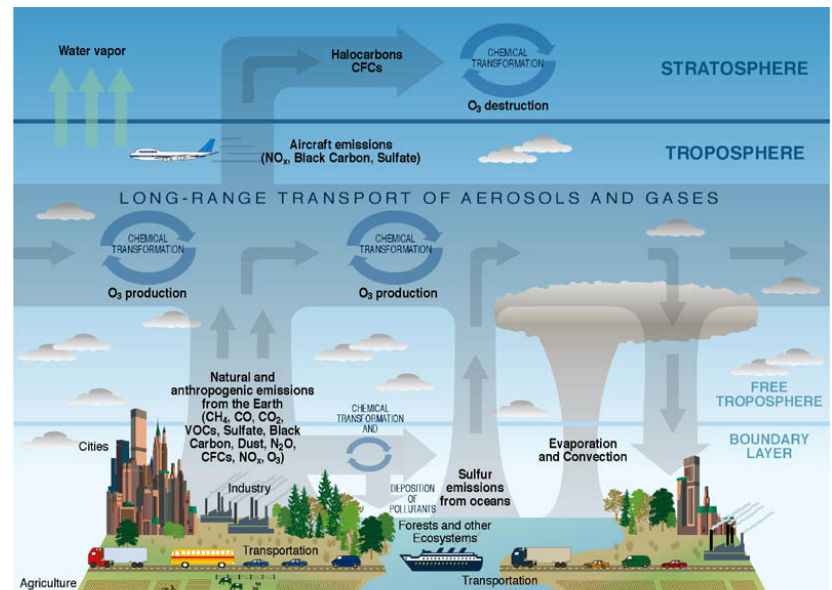 Water vapor
Halocarbons
CFCs
CHEMICAL
TRANSFORMATION
O₃ destruction
STRATOSPHERE
Aircraft emissions
(NOₓ, Black Carbon, Sulfate)
TROPOSPHERE
LONG-RANGE TRANSPORT OF AEROSOLS AND GASES
CHEMICAL
TRANSFORMATION
O₃ production
CHEMICAL
TRANSFORMATION
O₃ production
Natural and
anthropogenic emissions
from the Earth
(CH₄, CO, CO₂,
VOCs, Sulfate, Black
Carbon, Dust, N₂O,
CFCs, NOₓ, O₃)
FREE
TROPOSPHERE
CHEMICAL
TRANSFORMATION
AND
DEPOSITION
OF
POLLUTANTS
BOUNDARY
LAYER
Cities
Evaporation
and Convection
Sulfur
emissions
from oceans
Industry
Forests and other
Ecosystems
Transportation
Transportation
Agriculture